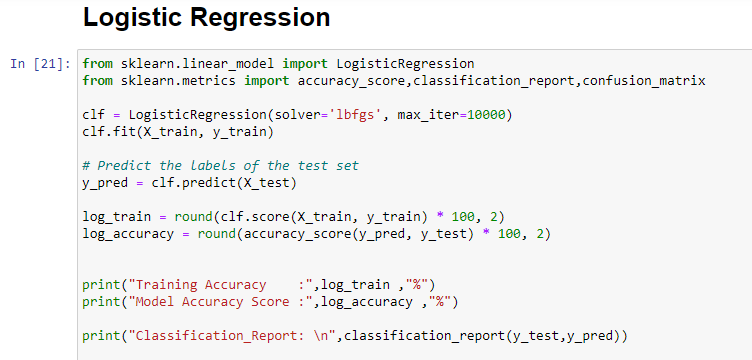 Logistic Regression
In [21]: from sklearn.linear_model import LogisticRegression
from sklearn.metrics import accuracy_score,classification_report,confusion_matrix
clf = LogisticRegression(solver='lbfgs', max_iter=10000)
clf.fit(X_train, y_train)
# Predict the labels of the test set
y_pred = clf.predict(X_test)
log_train = round(clf.score(X_train, y_train) * 100, 2)
log_accuracy = round(accuracy_score(y_pred, y_test) * 100, 2)
print("Training Accuracy    :",log_train ,"%")
print("Model Accuracy Score :",log_accuracy ,"%")
print("Classification_Report: \n",classification_report(y_test,y_pred))